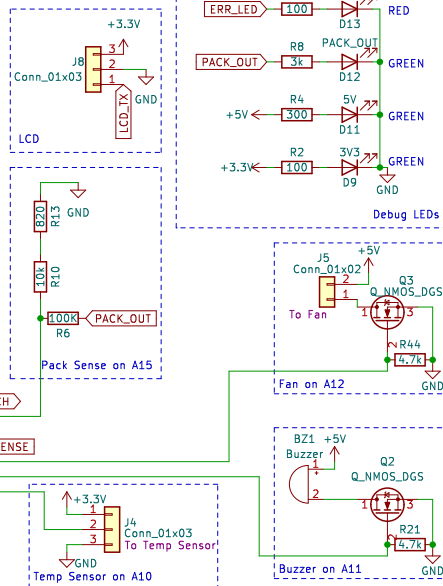 ERR_LED
100
D13
RED
+3.3V
J8
Conn_01x03
3
2
1
GND
LCD_TX
LCD
PACK_OUT
R8
3k
PACK_OUT
D12
GREEN
+5V
R4
300
5V
D11
GREEN
+3.3V
R2
100
3V3
D9
GREEN
GND
Debug LEDs
GND
820
R13
10k
R10
100K
R6
PACK_OUT
Pack Sense on A15
J5
Conn_01x02
+5V
2
1
To Fan
Q3
Q_NMOS_DGS
1
3
2
R44
4.7k
GND
Fan on A12
CH
ENSE
BZ1
+5V
Buzzer
1
+
2
Q2
Q_NMOS_DGS
1
3
2
R21
4.7k
GND
Buzzer on A11
+3.3V
1
2
3
J4
Conn_01x03
To Temp Sensor
GND
Temp Sensor on A10